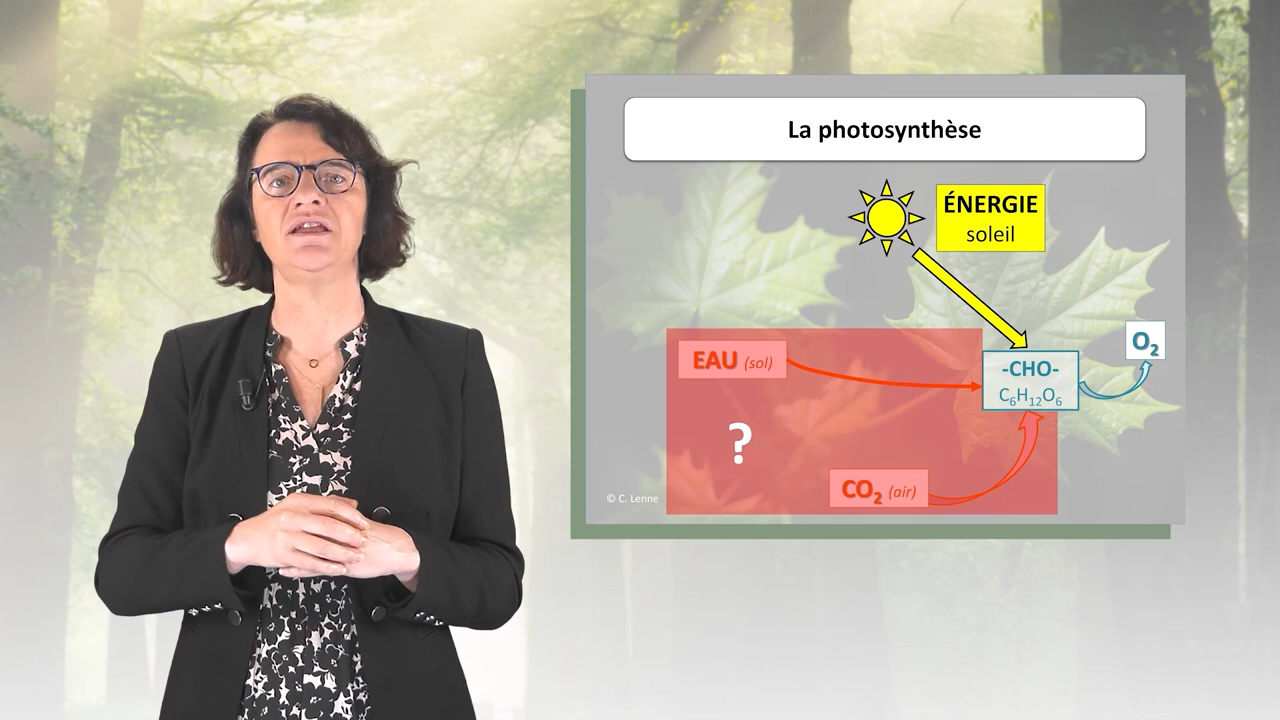 La photosynthèse
ÉNERGIE
soleil
EAU (sol)
-CHO-
C₆H₁₂O₆
O₂
?
CO₂ (air)
© C. Lenne